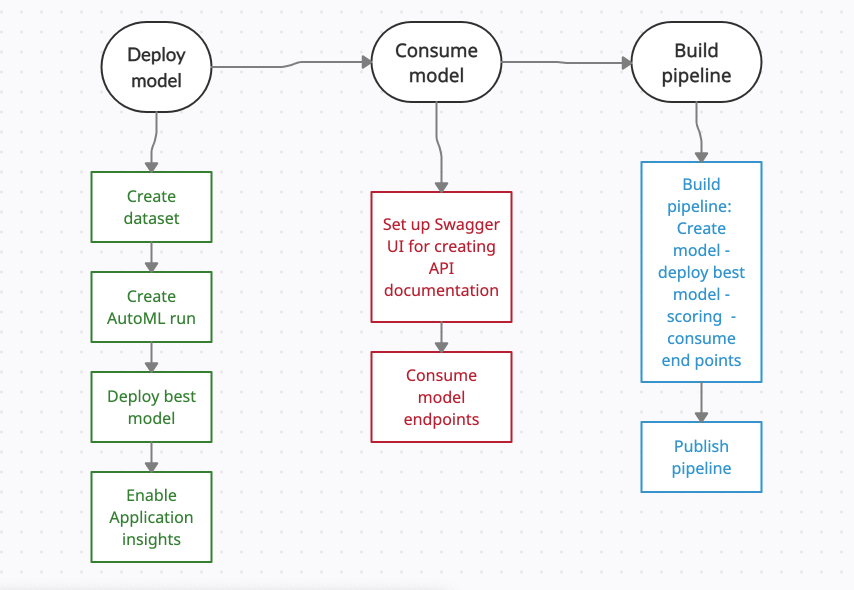 Deploy
model
Consume
model
Build
pipeline
Create
dataset
Create
AutoML run
Deploy best
model
Enable
Application
insights
Set up Swagger
UI for creating
API
documentation
Consume
model
endpoints
Build
pipeline:
Create
model -
deploy best
model -
scoring -
consume
end points
Publish
pipeline